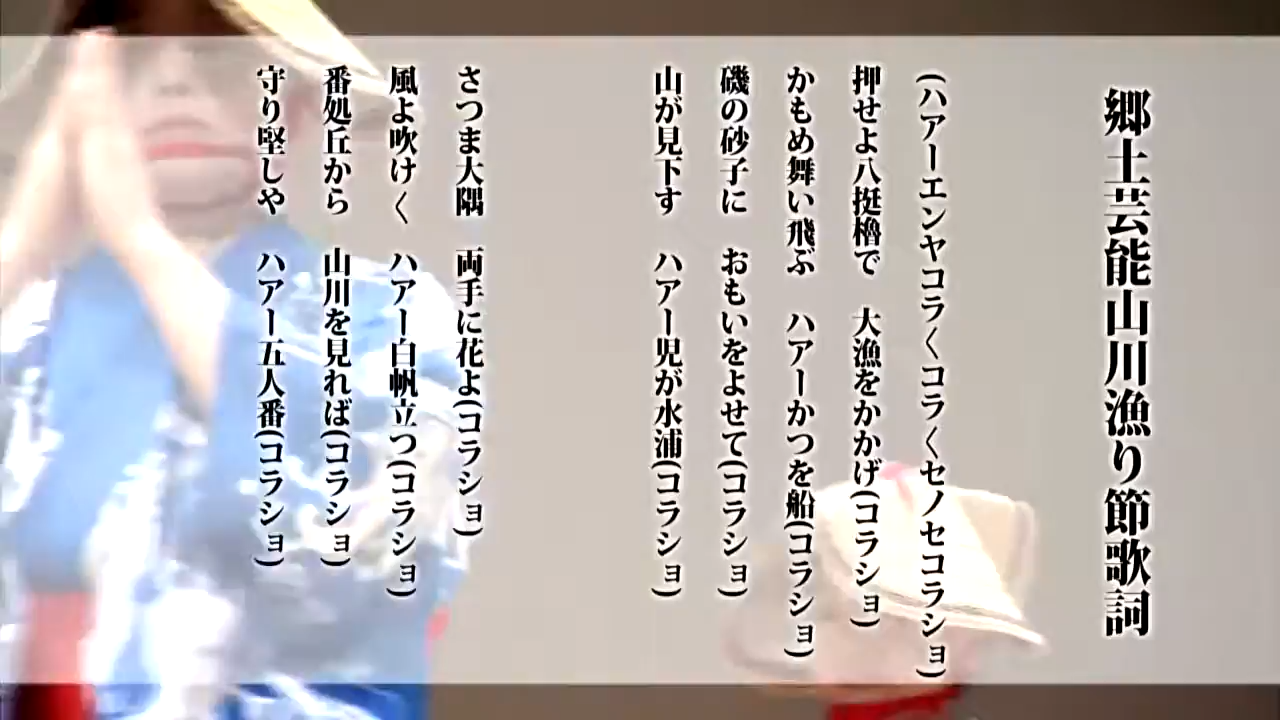 郷土芸能山川漁り節歌詞
(ハアーエンヤコラ〱コラ〱セノセコラショ)
押せよ八挺櫓で　大漁をかかげ(コラショ)
かもめ舞い飛ぶ　ハアーかつを船(コラショ)
磯の砂子に　おもいをよせて(コラショ)
山が見下す　ハアー児が水浦(コラショ)
さつま大隅　両手に花よ(コラショ)
風よ吹け〱　ハアー白帆立つ(コラショ)
番処丘から　山川を見れば(コラショ)
守り堅しや　ハアー五人番(コラショ)